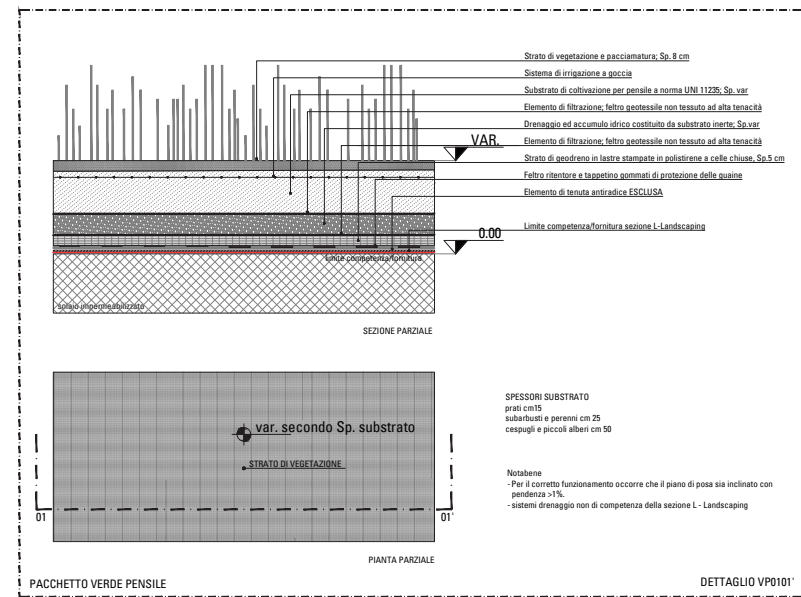 Strato di vegetazione e pacciamatura; Sp. 8 cm
Sistema di irrigazione a goccia
Substrato di coltivazione per pensile a norma UNI 11235; Sp. var
Elemento di filtrazione; feltro geotessile non tessuto ad alta tenacità
Drenaggio ed accumulo idrico costituito da substrato inerte; Sp.var
Elemento di filtrazione; feltro geotessile non tessuto ad alta tenacità
Strato di geodreno in lastre stampate in polistirene a celle chiuse, Sp.5 cm
Feltro ritentore e tappetino gommati di protezione delle guaine
Elemento di tenuta antiradice ESCLUSA
Limite competenza/fornitura sezione L-Landscaping
VAR.
0.00
limite competenza/fornitura
solaio impermeabilizzato
SEZIONE PARZIALE
var. secondo Sp. substrato
STRATO DI VEGETAZIONE
01
01'
PIANTA PARZIALE
SPESSORI SUBSTRATO
prati cm15
subarbusti e perenni cm 25
cespugli e piccoli alberi cm 50
Notabene
- Per il corretto funzionamento occorre che il piano di posa sia inclinato con
pendenza >1%.
- sistemi drenaggio non di competenza della sezione L - Landscaping
PACCHETTO VERDE PENSILE
DETTAGLIO VP0101'